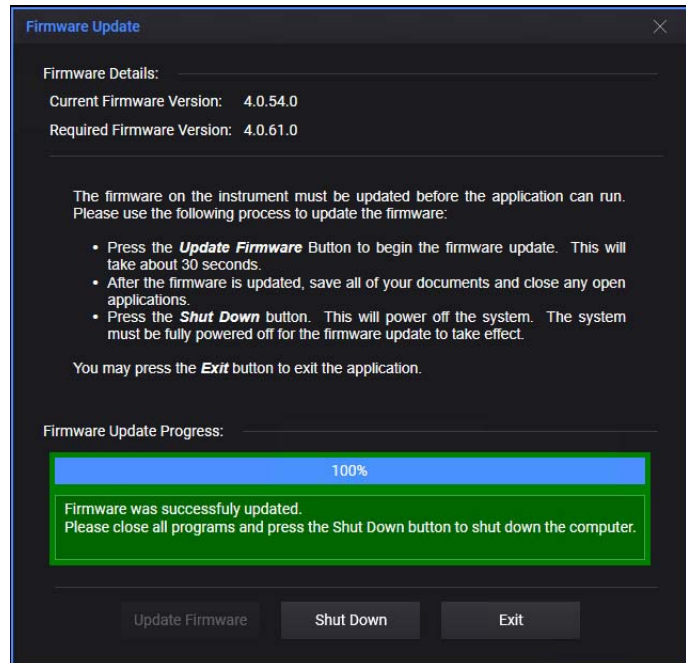 Firmware Update
Firmware Details:
Current Firmware Version: 4.0.54.0
Required Firmware Version: 4.0.61.0
The firmware on the instrument must be updated before the application can run.
Please use the following process to update the firmware:
• Press the Update Firmware Button to begin the firmware update. This will
take about 30 seconds.
• After the firmware is updated, save all of your documents and close any open
applications.
• Press the Shut Down button. This will power off the system. The system
must be fully powered off for the firmware update to take effect.
You may press the Exit button to exit the application.
Firmware Update Progress:
100%
Firmware was successfuly updated.
Please close all programs and press the Shut Down button to shut down the computer.
Update Firmware Shut Down Exit